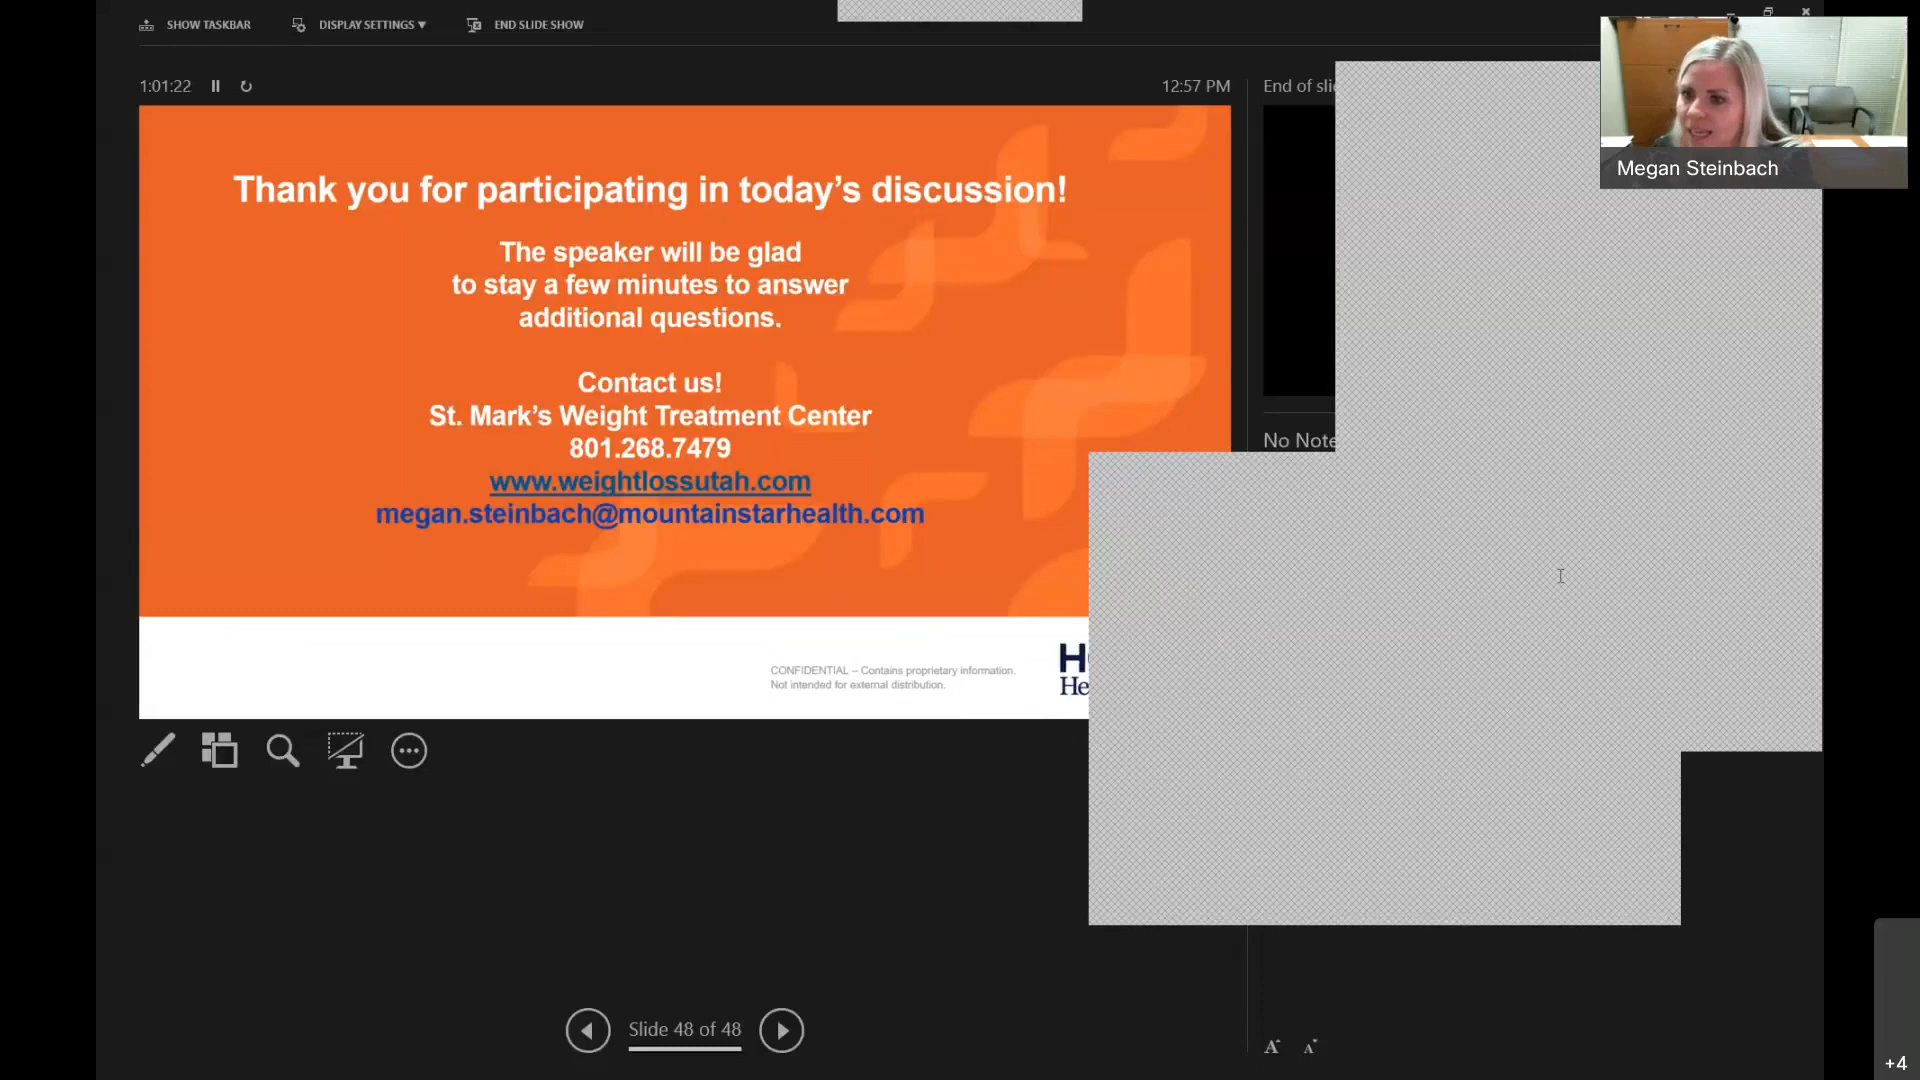 SHOW TASKBAR
DISPLAY SETTINGS ▼
END SLIDE SHOW
1:01:22
12:57 PM
End of
Thank you for participating in today's discussion!
The speaker will be glad
to stay a few minutes to answer
additional questions.
Contact us!
St. Mark's Weight Treatment Center
801.268.7479
www.weightlossutah.com
megan.steinbach@mountainstarhealth.com
CONFIDENTIAL – Contains proprietary information.
Not intended for external distribution.
No
Megan Steinbach
Slide 48 of 48
A A
+4